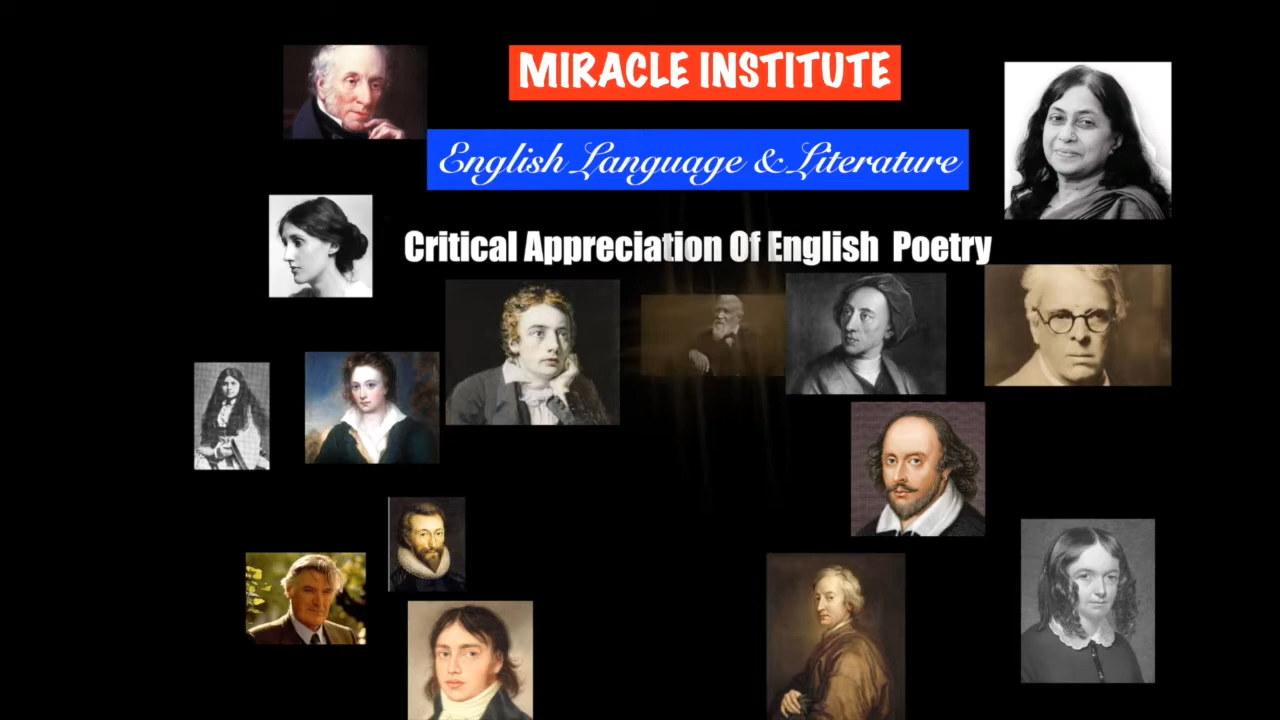 MIRACLE INSTITUTE
English Language & Literature
Critical Appreciation Of English Poetry